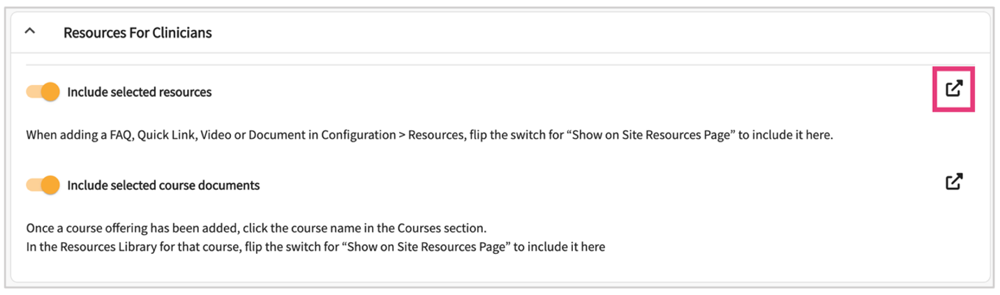 Resources For Clinicians
Include selected resources
When adding a FAQ, Quick Link, Video or Document in Configuration > Resources, flip the switch for “Show on Site Resources Page” to include it here.
Include selected course documents
Once a course offering has been added, click the course name in the Courses section.
In the Resources Library for that course, flip the switch for “Show on Site Resources Page” to include it here